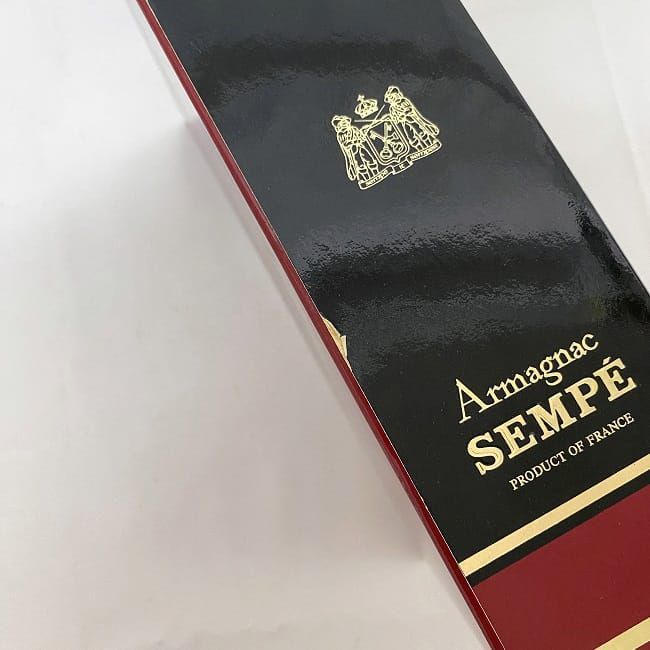 Armagnac
SEMPÉ
PRODUCT OF FRANCE